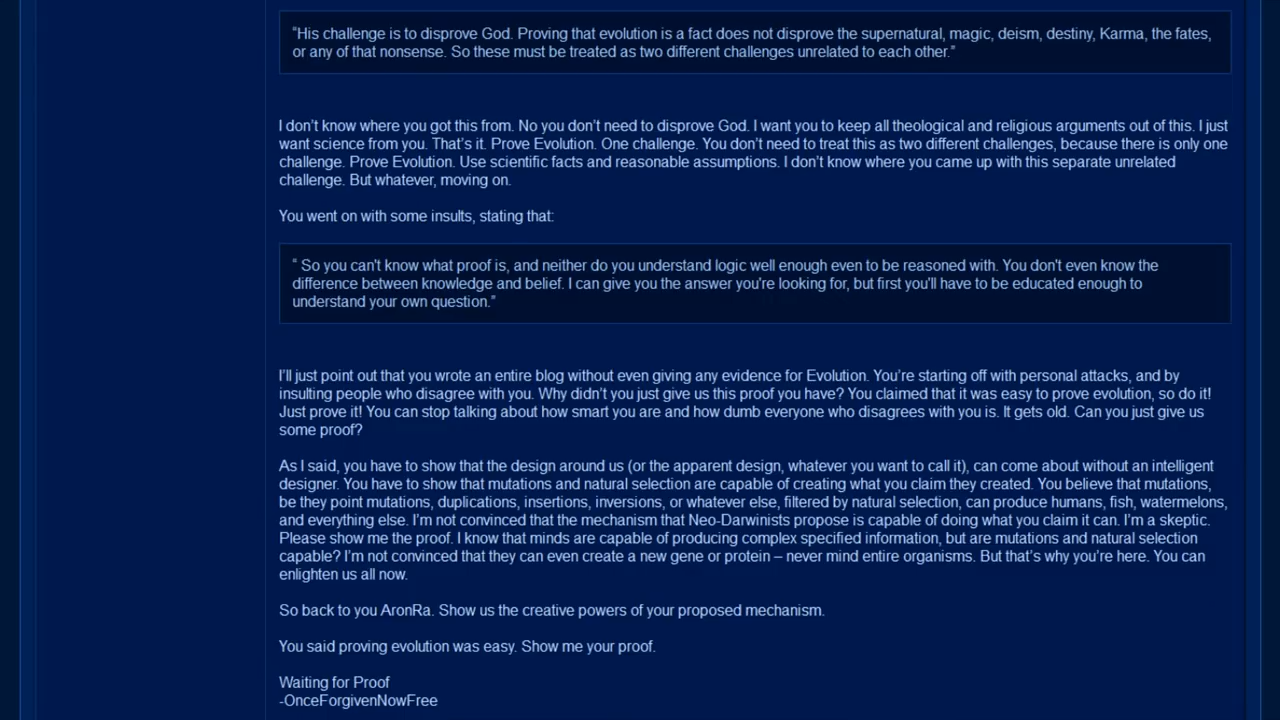 “His challenge is to disprove God. Proving that evolution is a fact does not disprove the supernatural, magic, deism, destiny, Karma, the fates,
or any of that nonsense. So these must be treated as two different challenges unrelated to each other.”
I don’t know where you got this from. No you don’t need to disprove God. I want you to keep all theological and religious arguments out of this. I just
want science from you. That’s it. Prove Evolution. One challenge. You don’t need to treat this as two different challenges, because there is only one
challenge. Prove Evolution. Use scientific facts and reasonable assumptions. I don’t know where you came up with this separate unrelated
challenge. But whatever, moving on.
You went on with some insults, stating that:
“ So you can't know what proof is, and neither do you understand logic well enough even to be reasoned with. You don't even know the
difference between knowledge and belief. I can give you the answer you're looking for, but first you'll have to be educated enough to
understand your own question.”
I’ll just point out that you wrote an entire blog without even giving any evidence for Evolution. You’re starting off with personal attacks, and by
insulting people who disagree with you. Why didn’t you just give us this proof you have? You claimed that it was easy to prove evolution, so do it!
Just prove it! You can stop talking about how smart you are and how dumb everyone who disagrees with you is. It gets old. Can you just give us
some proof?
As I said, you have to show that the design around us (or the apparent design, whatever you want to call it), can come about without an intelligent
designer. You have to show that mutations and natural selection are capable of creating what you claim they created. You believe that mutations,
be they point mutations, duplications, insertions, inversions, or whatever else, filtered by natural selection, can produce humans, fish, watermelons,
and everything else. I’m not convinced that the mechanism that Neo-Darwinists propose is capable of doing what you claim it can. I’m a skeptic.
Please show me the proof. I know that minds are capable of producing complex specified information, but are mutations and natural selection
capable? I’m not convinced that they can even create a new gene or protein – never mind entire organisms. But that’s why you’re here. You can
enlighten us all now.
So back to you AronRa. Show us the creative powers of your proposed mechanism.
You said proving evolution was easy. Show me your proof.
Waiting for Proof
-OnceForgivenNowFree